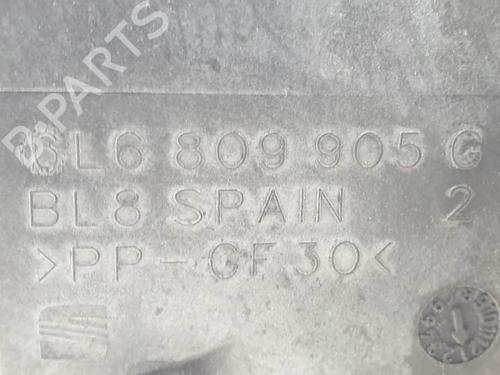 B-PARTS
6L6 809 905 G
BL8 SPAIN 2
>PP-GF30<